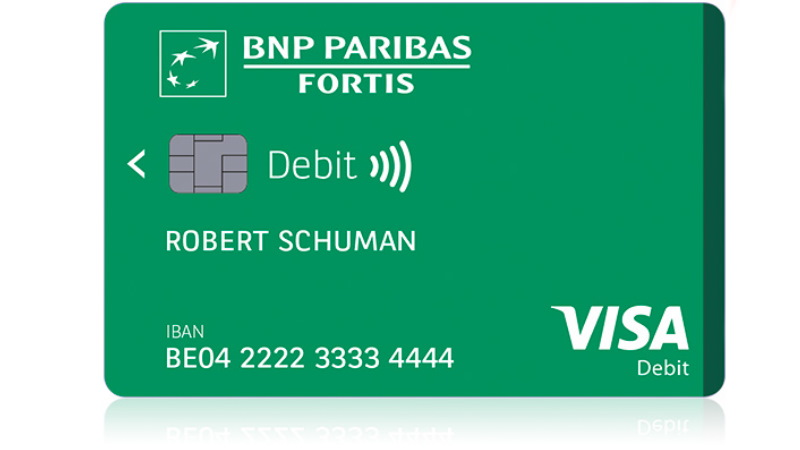 BNP PARIBAS
FORTIS
Debit
ROBERT SCHUMAN
IBAN
BE04 2222 3333 4444
VISA
Debit